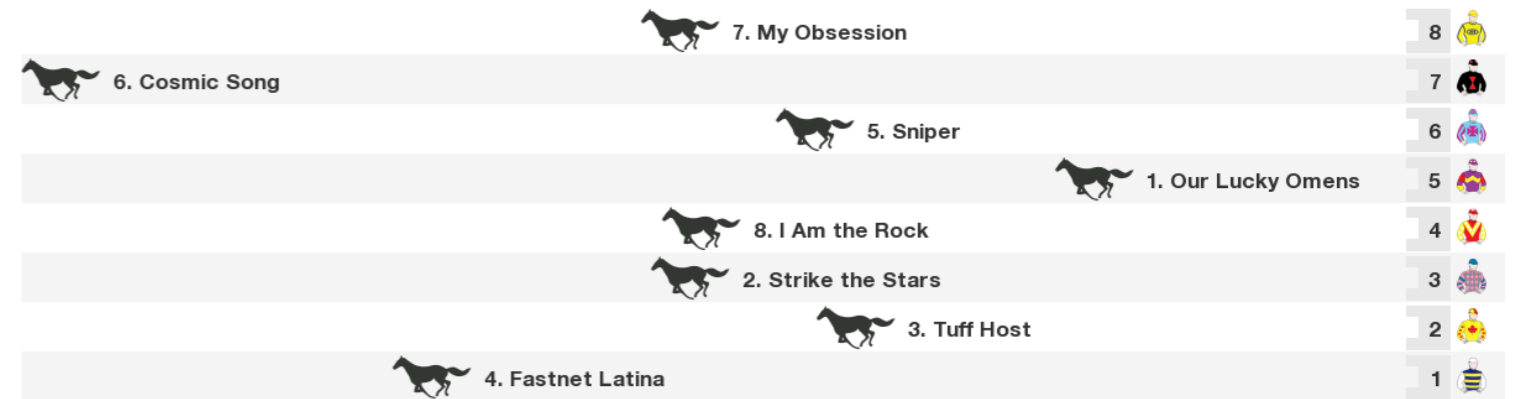 7. My Obsession 8
6. Cosmic Song 7
5. Sniper 6
1. Our Lucky Omens 5
8. I Am the Rock 4
2. Strike the Stars 3
3. Tuff Host 2
4. Fastnet Latina 1